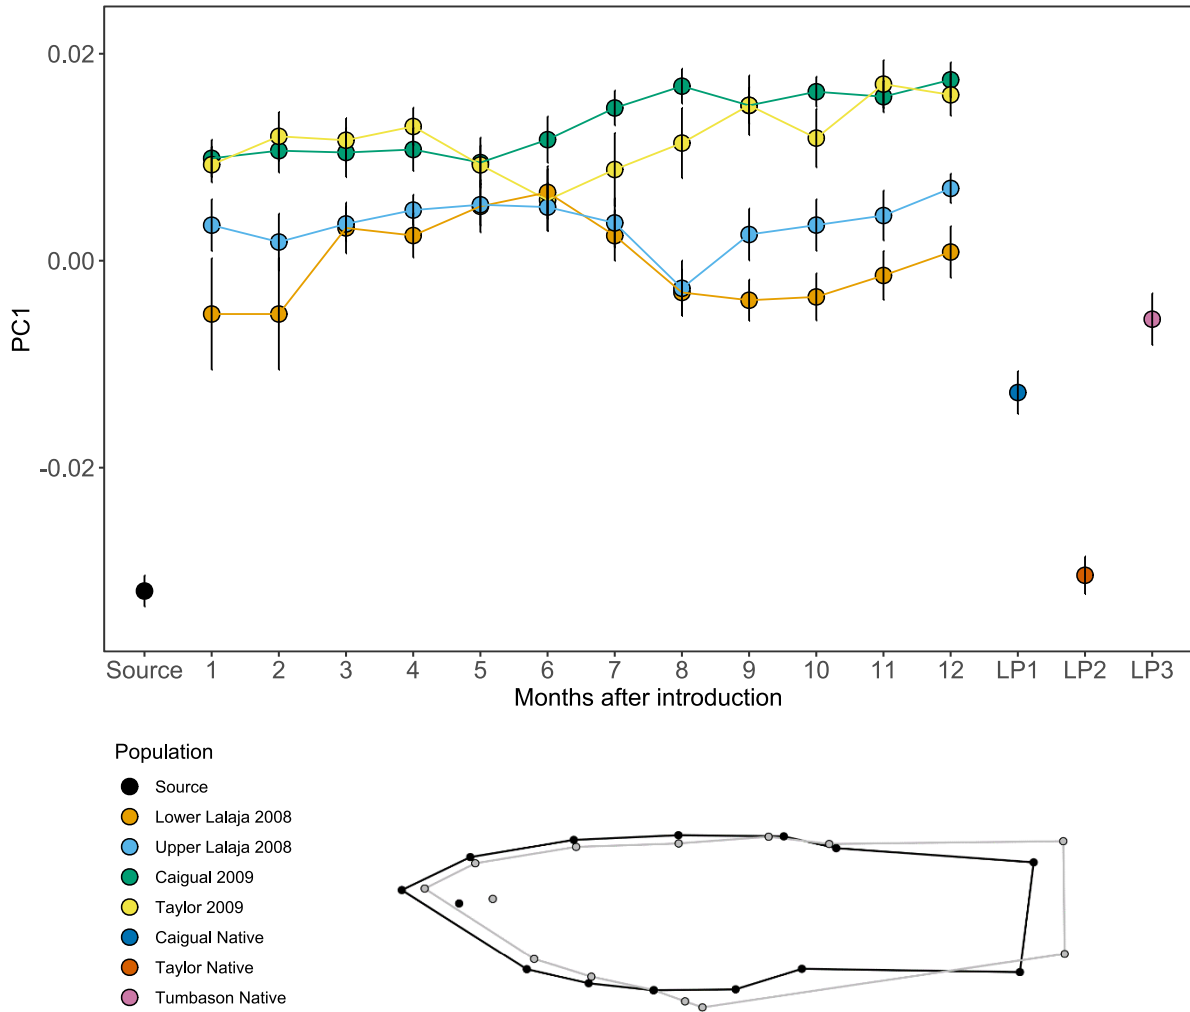 0.02
0.00
-0.02
PC1
Source 1 2 3 4 5 6 7 8 9 10 11 12 LP1 LP2 LP3
Months after introduction
Population
Source
Lower Lalaja 2008
Upper Lalaja 2008
Caigual 2009
Taylor 2009
Caigual Native
Taylor Native
Tumbason Native